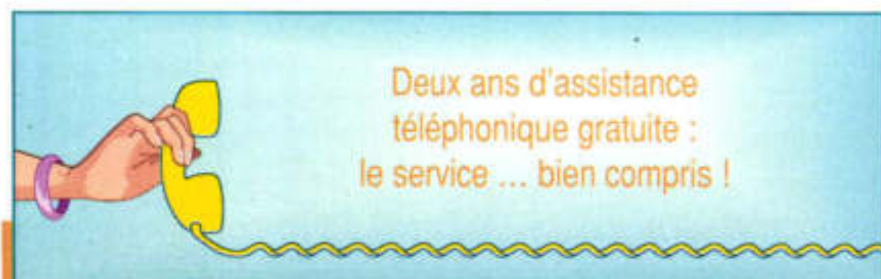 Deux ans d'assistance
téléphonique gratuite :
le service ... bien compris !